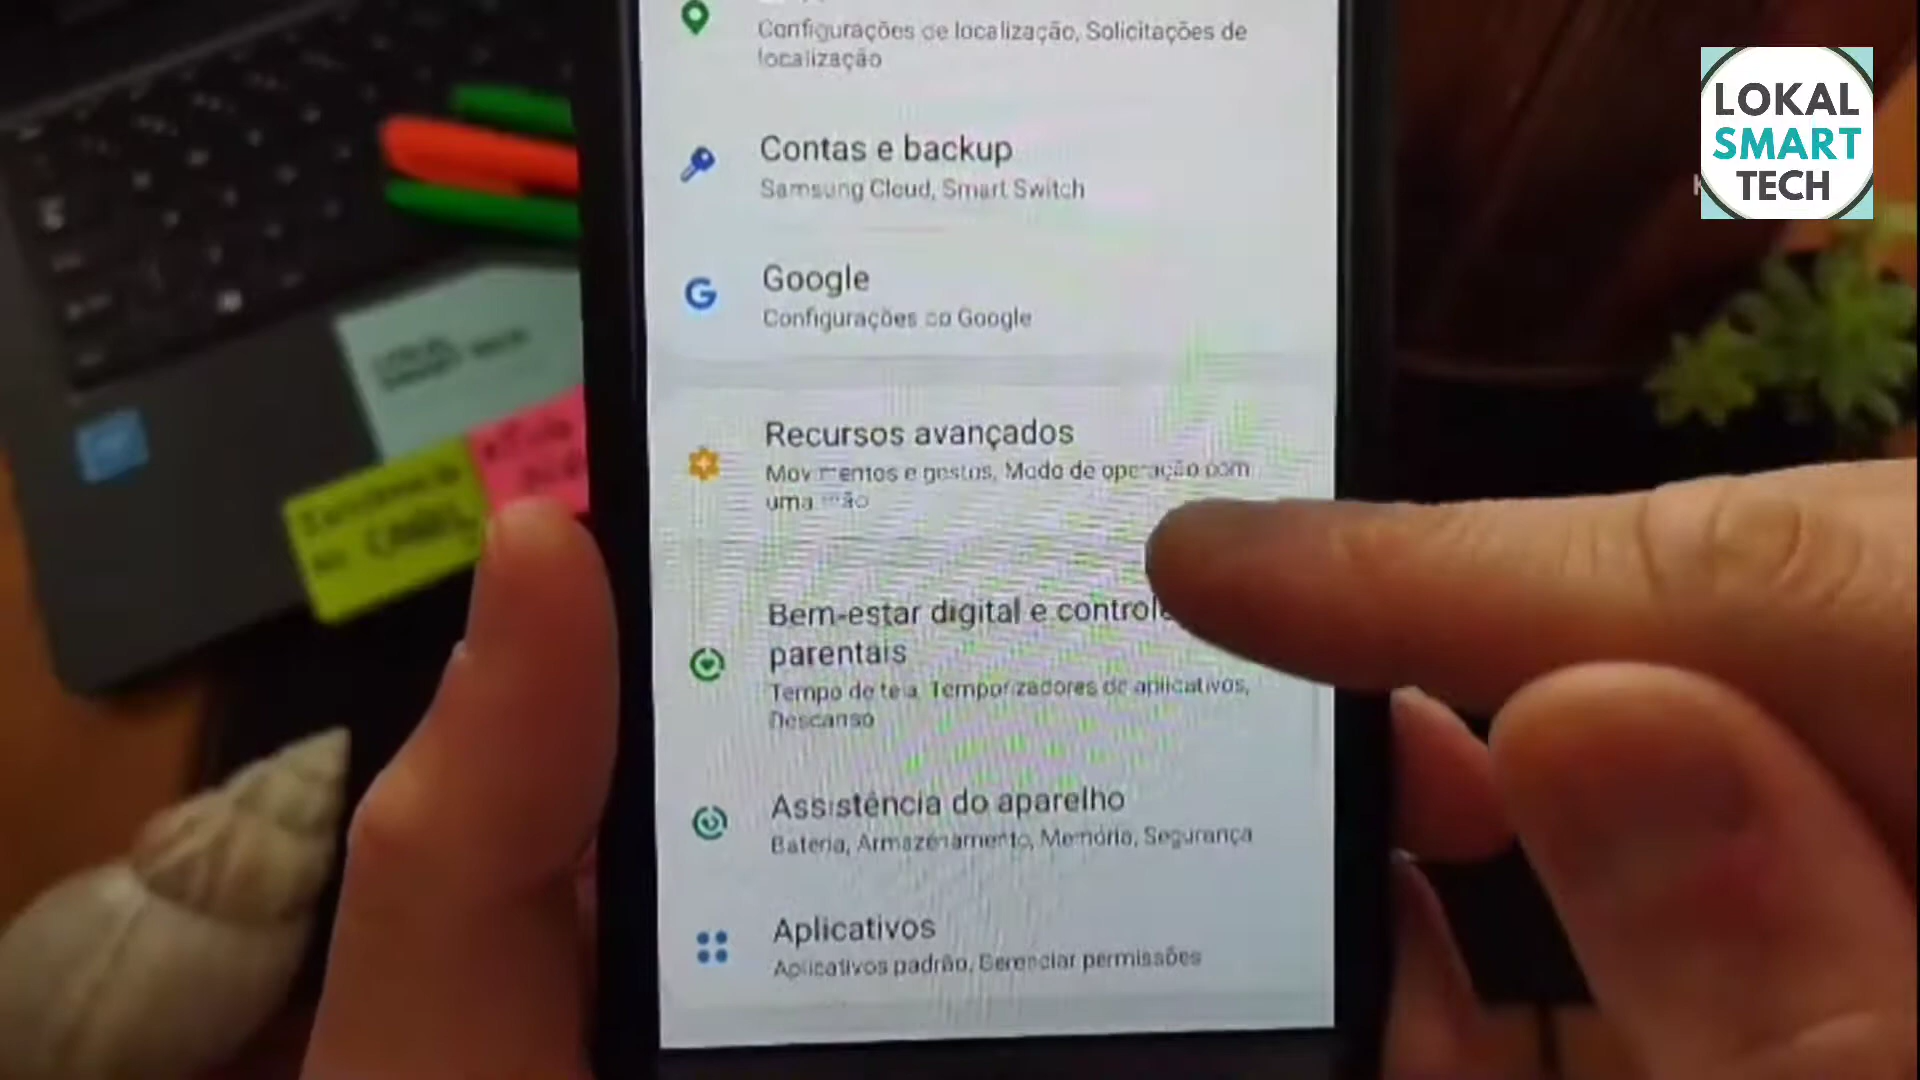 Configurações de localização, Solicitações de
localização
LOKAL
SMART
TECH
Contas e backup
Samsung Cloud, Smart Switch
Google
Configurações do Google
Recursos avançados
Movimentos e gestos, Modo de operação com
uma mão
Bem-estar digital e controle
parentais
Tempo de tela, Temporizadores de aplicativos,
Descanso
Assistência do aparelho
Bateria, Armazenamento, Memória, Segurança
Aplicativos
Aplicativos padrão, Gerenciar permissões